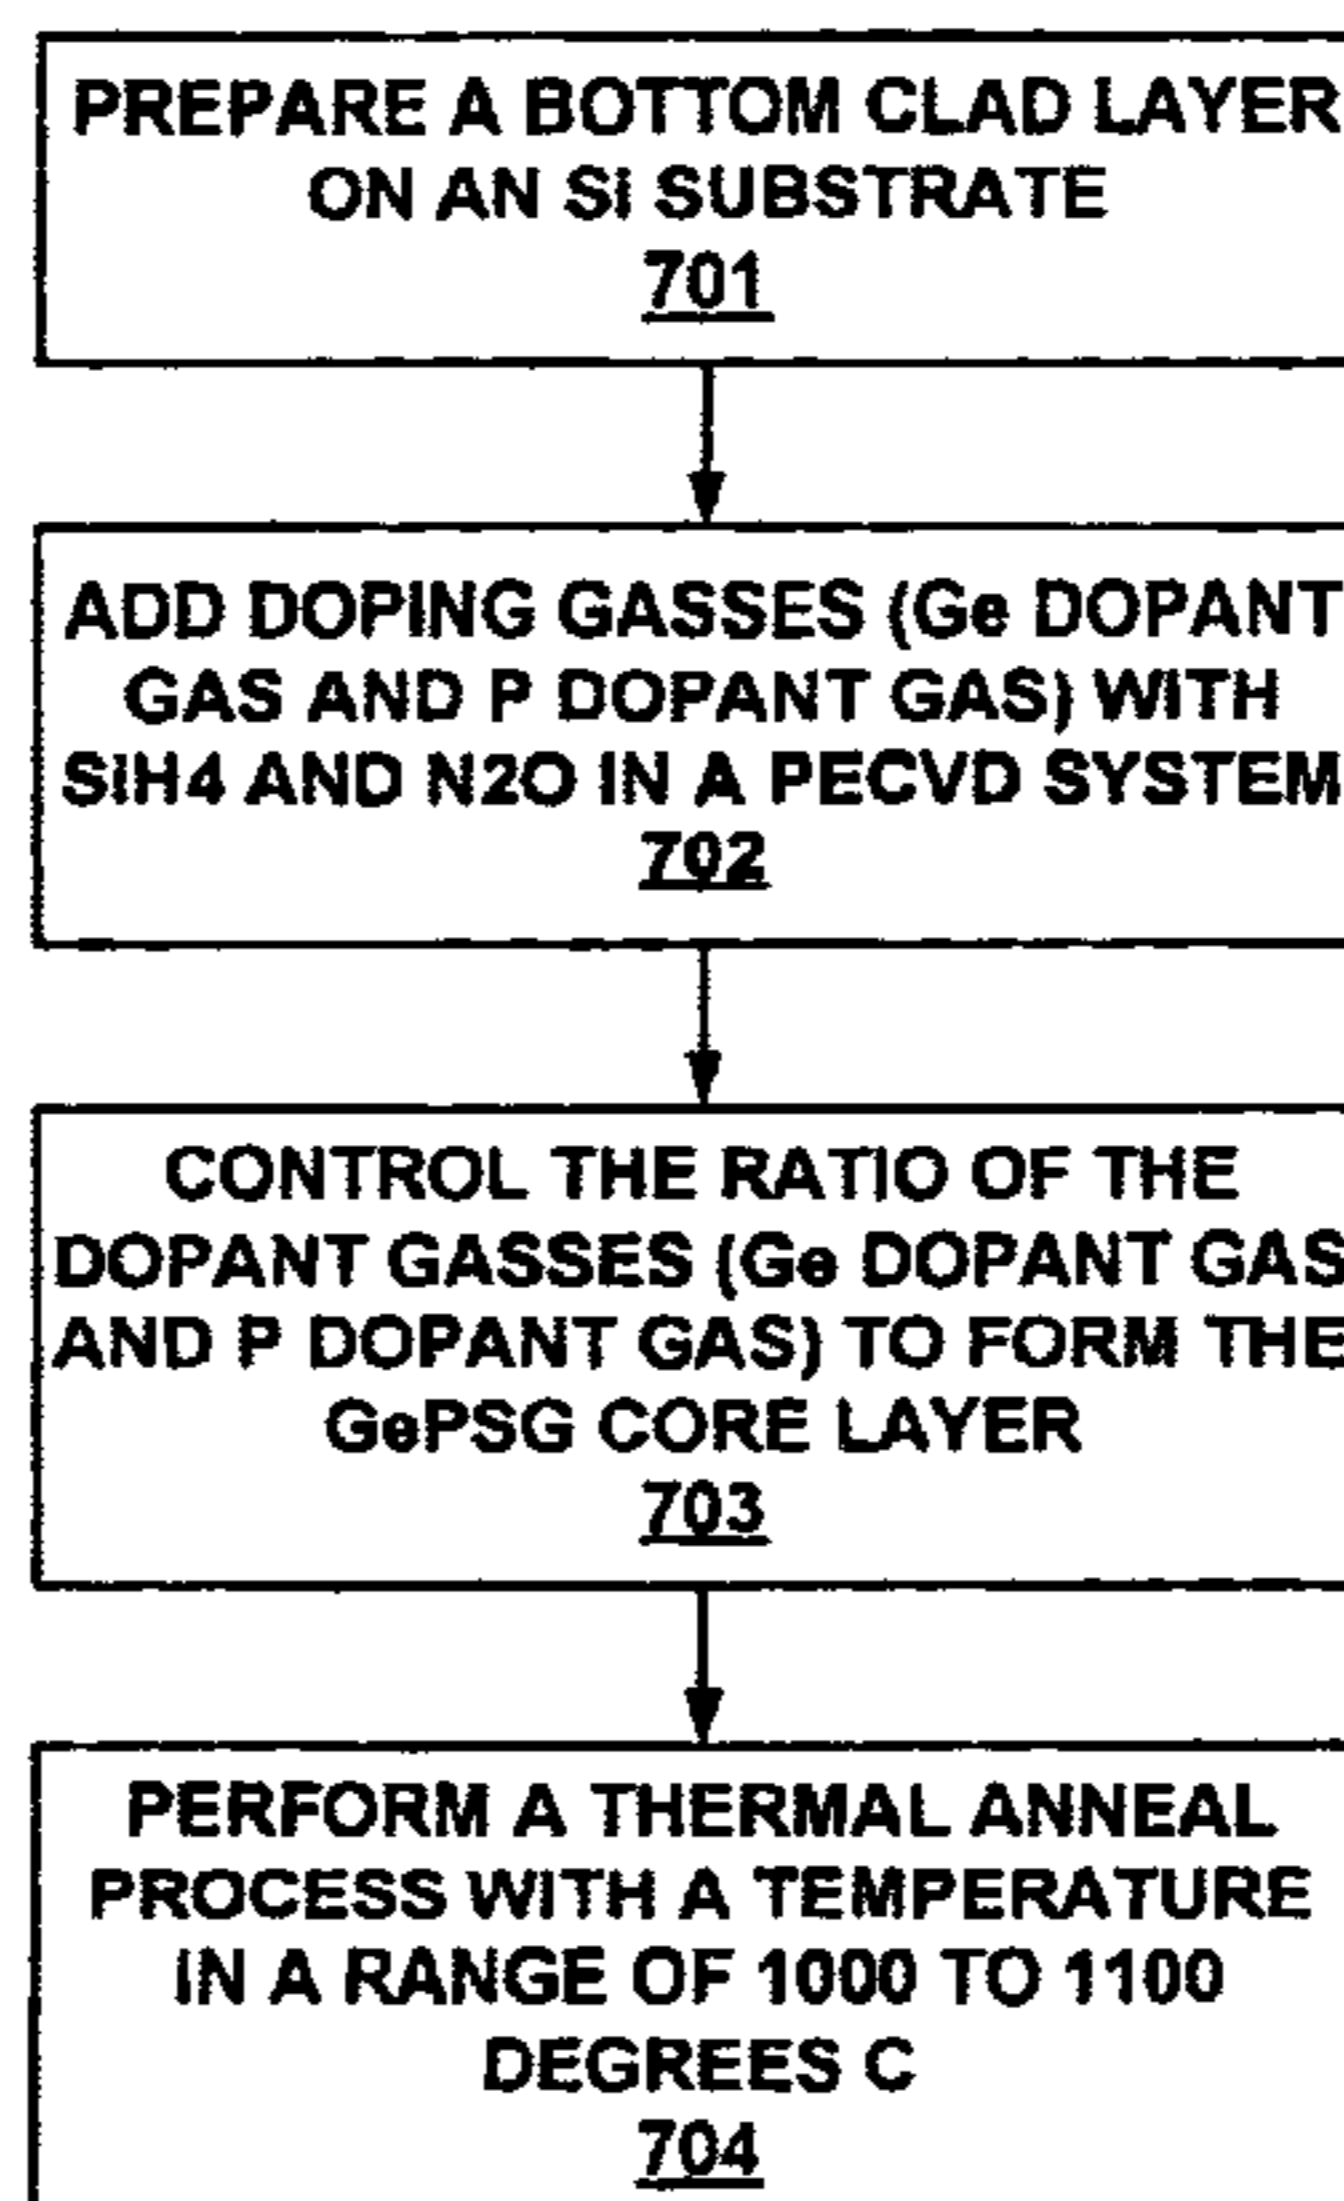 PREPARE A BOTTOM CLAD LAYER
ON AN Si SUBSTRATE
701
ADD DOPING GASSES (Ge DOPANT
GAS AND P DOPANT GAS) WITH
SiH4 AND N2O IN A PECVD SYSTEM
702
CONTROL THE RATIO OF THE
DOPANT GASSES (Ge DOPANT GAS
AND P DOPANT GAS) TO FORM THE
GePSG CORE LAYER
703
PERFORM A THERMAL ANNEAL
PROCESS WITH A TEMPERATURE
IN A RANGE OF 1000 TO 1100
DEGREES C
704